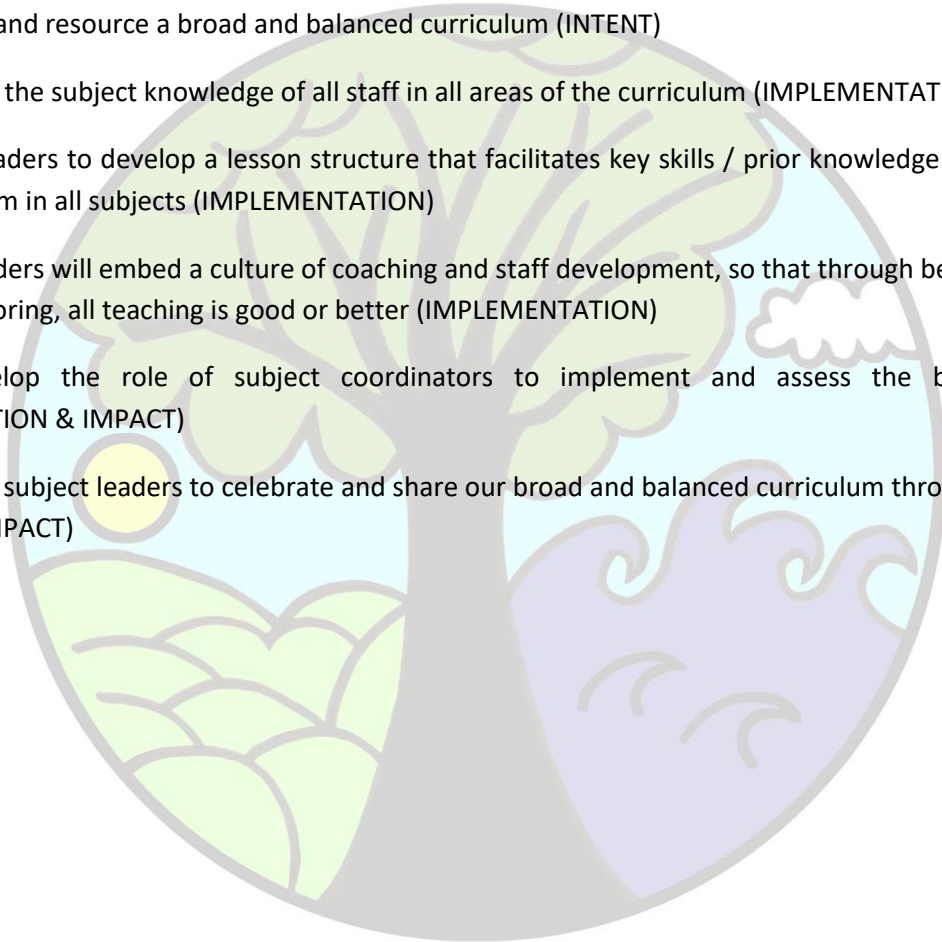 and resource a broad and balanced curriculum (INTENT)
the subject knowledge of all staff in all areas of the curriculum (IMPLEMENTAT
aders to develop a lesson structure that facilitates key skills / prior knowledge
m in all subjects (IMPLEMENTATION)
ders will embed a culture of coaching and staff development, so that through be
oring, all teaching is good or better (IMPLEMENTATION)
elop the role of subject coordinators to implement and assess the b
TION & IMPACT)
subject leaders to celebrate and share our broad and balanced curriculum thro
MPACT)